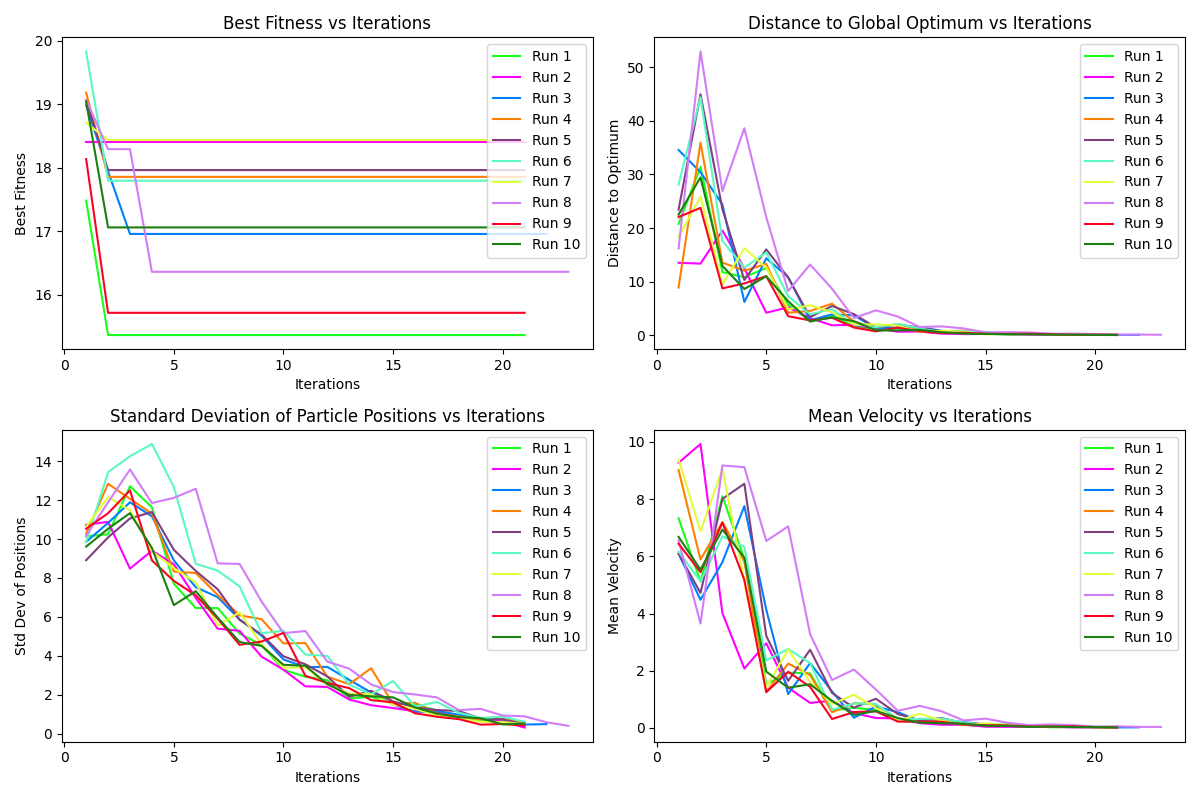 Best Fitness vs Iterations
20
19
18
17
16
Best Fitness
0
5
10
15
20
Iterations
Run 1
Run 2
Run 3
Run 4
Run 5
Run 6
Run 7
Run 8
Run 9
Run 10
Distance to Global Optimum vs Iterations
50
40
30
20
10
0
Distance to Optimum
0
5
10
15
20
Iterations
Run 1
Run 2
Run 3
Run 4
Run 5
Run 6
Run 7
Run 8
Run 9
Run 10
Standard Deviation of Particle Positions vs Iterations
14
12
10
8
6
4
2
0
Std Dev of Positions
0
5
10
15
20
Iterations
Run 1
Run 2
Run 3
Run 4
Run 5
Run 6
Run 7
Run 8
Run 9
Run 10
Mean Velocity vs Iterations
10
8
6
4
2
0
Mean Velocity
0
5
10
15
20
Iterations
Run 1
Run 2
Run 3
Run 4
Run 5
Run 6
Run 7
Run 8
Run 9
Run 10